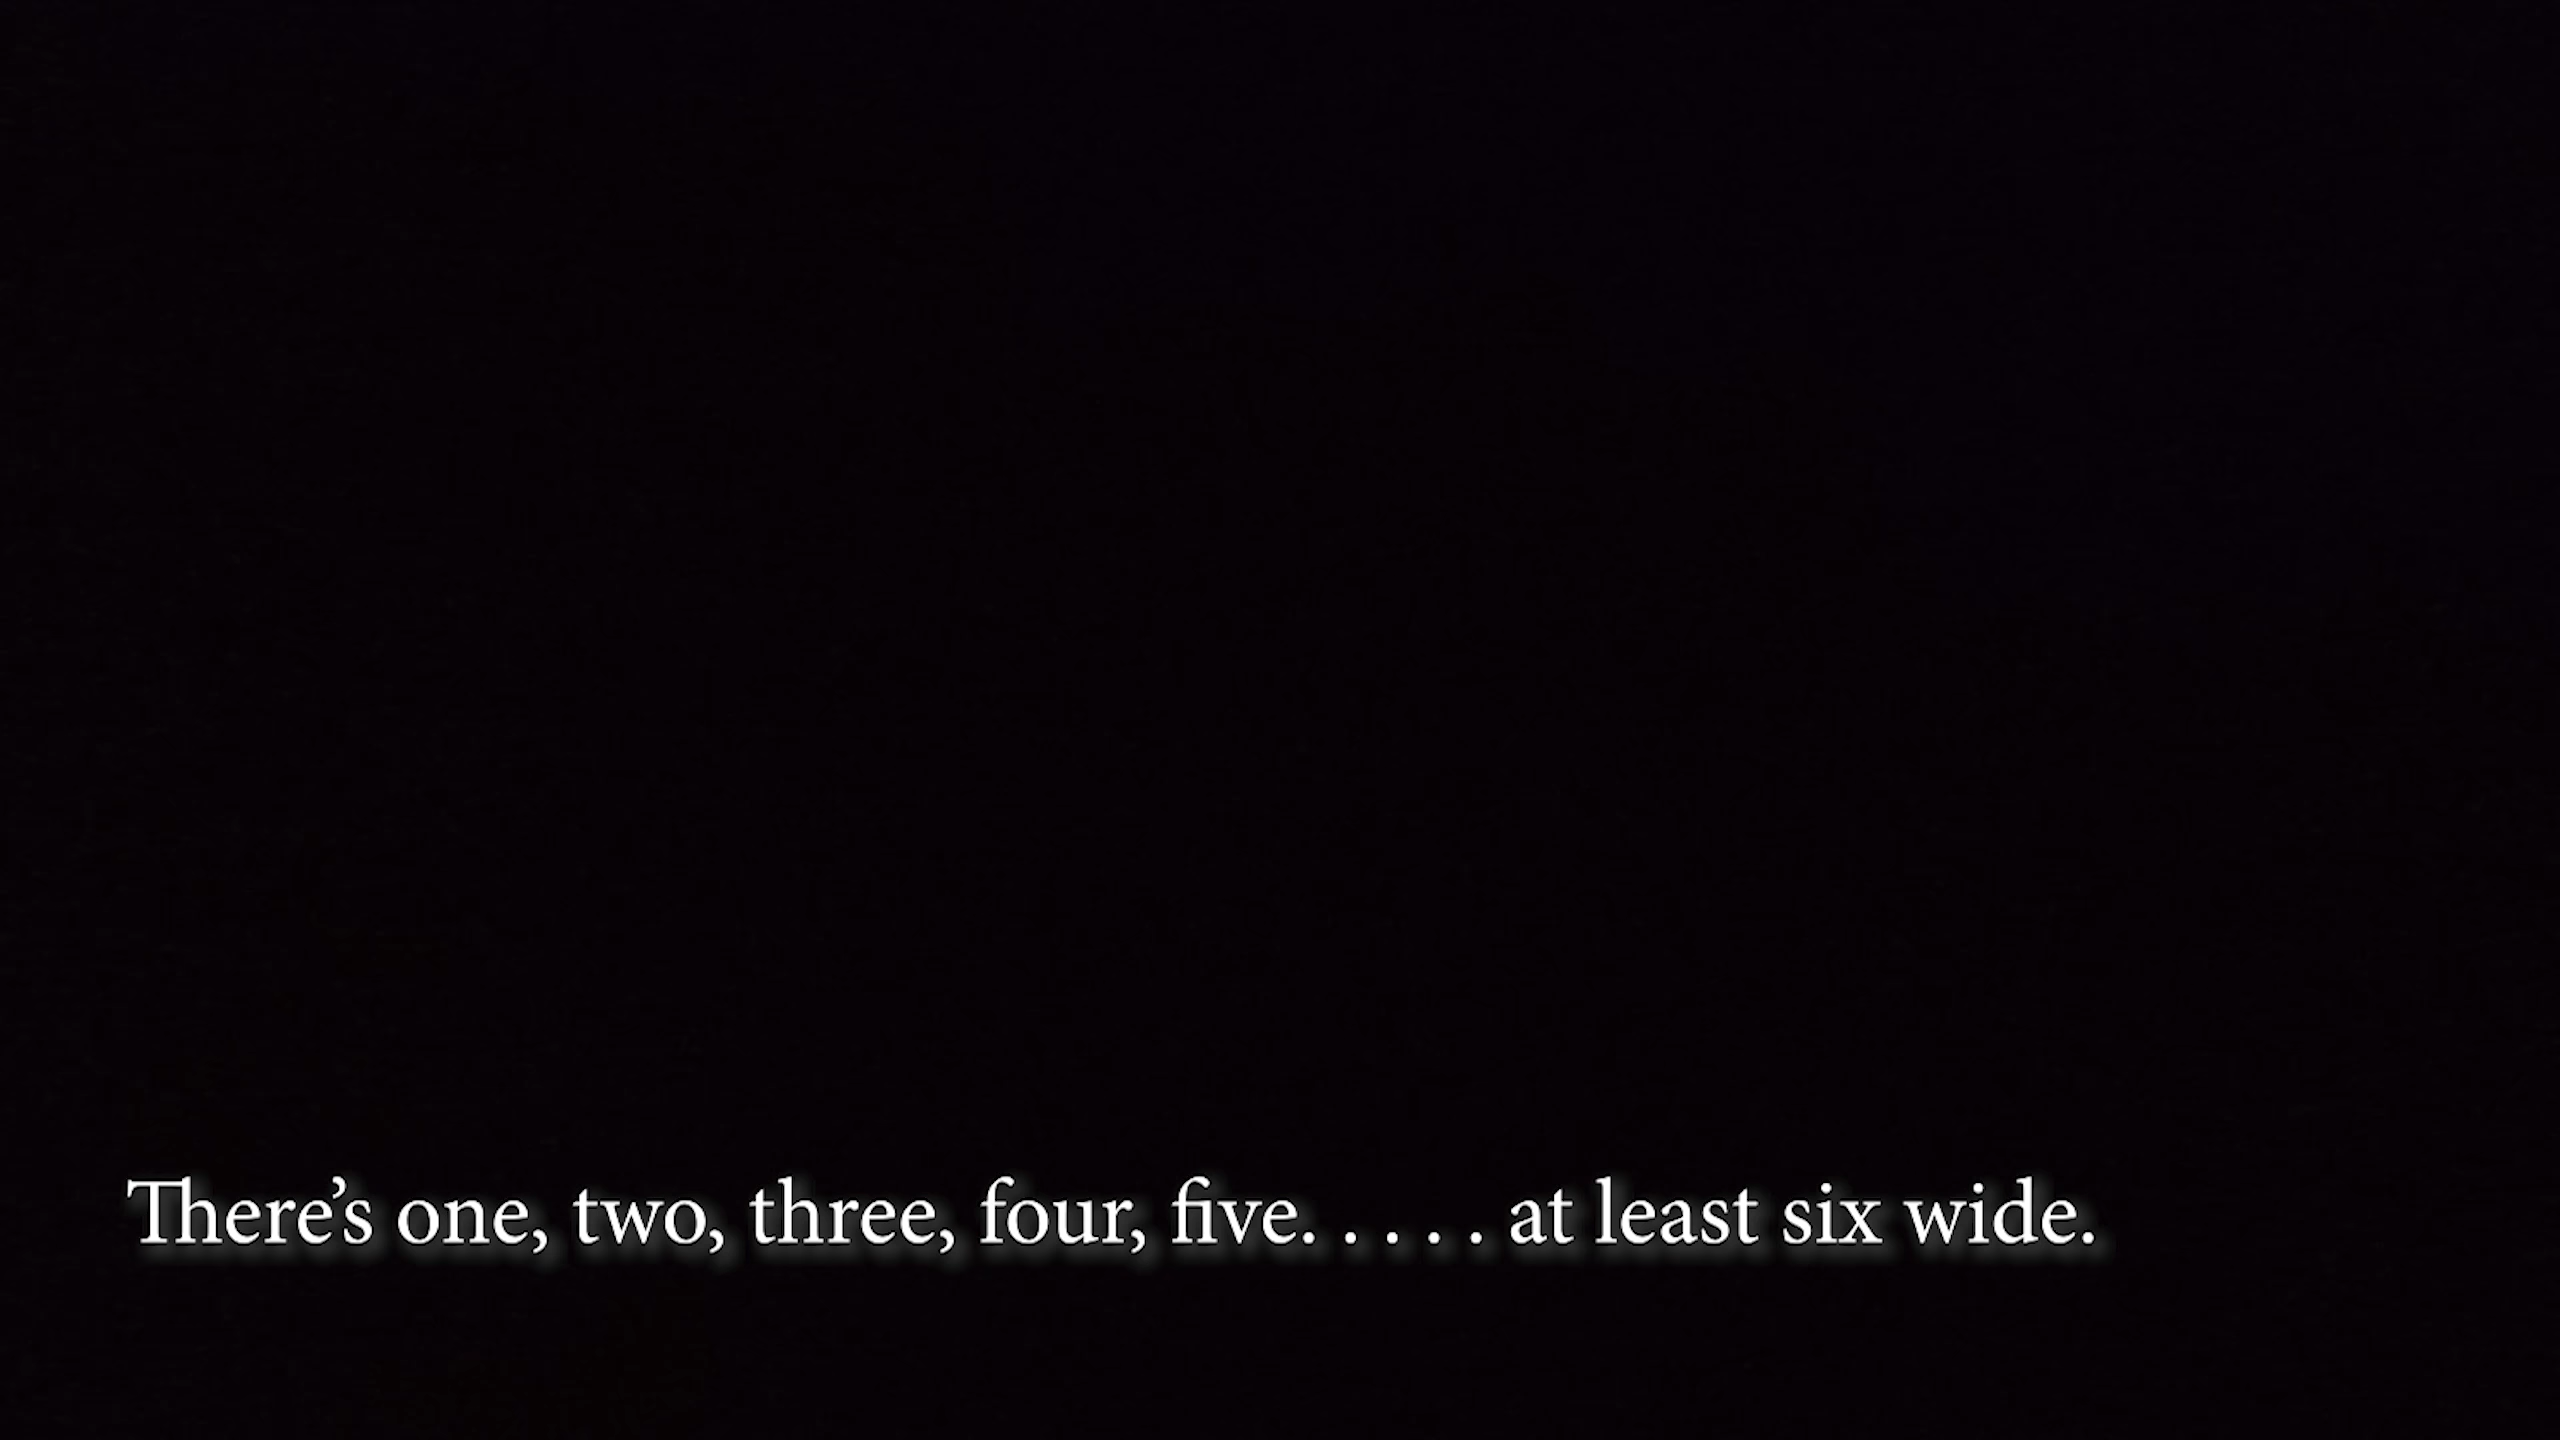 There’s one, two, three, four, five. . . . . at least six wide.